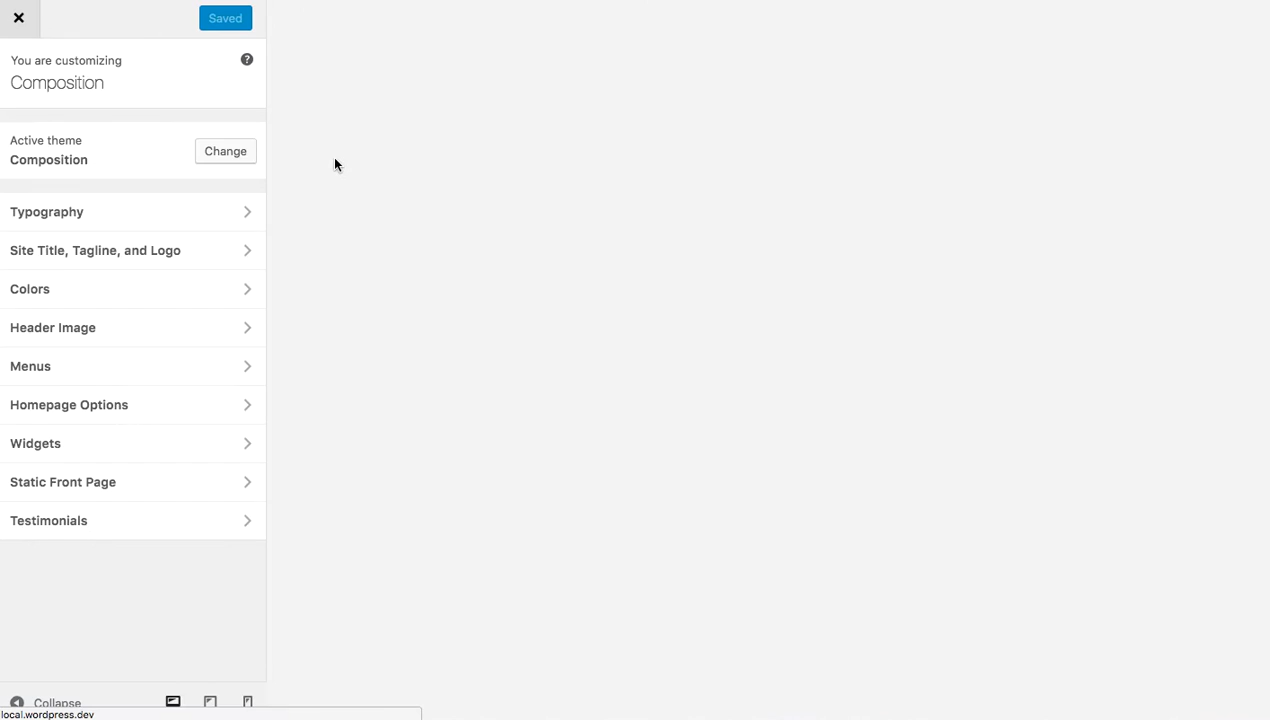 Saved
You are customizing
Composition
Active theme
Composition
Change
Typography
Site Title, Tagline, and Logo
Colors
Header Image
Menus
Homepage Options
Widgets
Static Front Page
Testimonials
Collapse
local.wordpress.dev